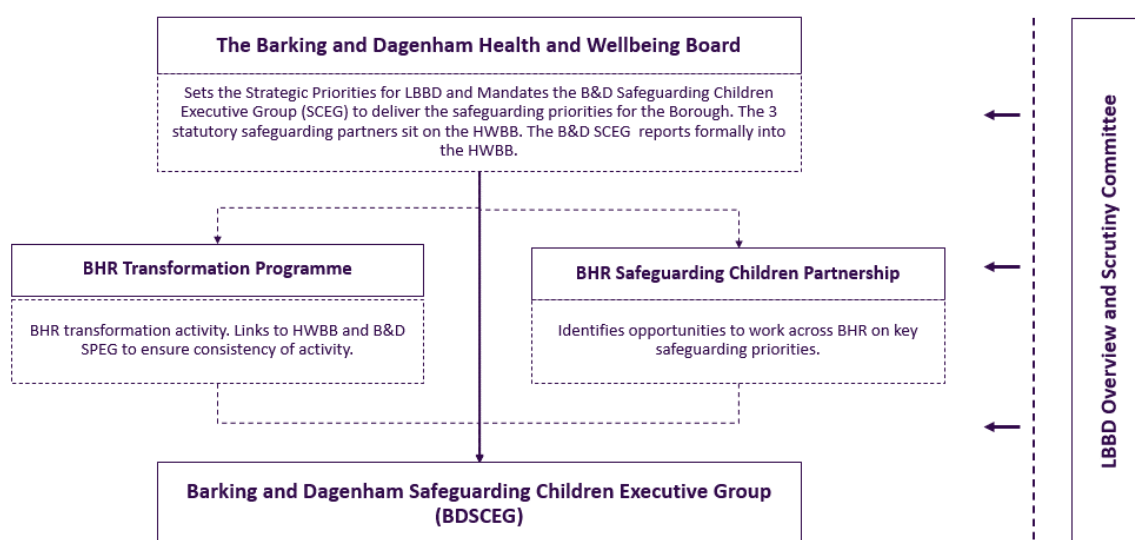 The Barking and Dagenham Health and Wellbeing Board
Sets the Strategic Priorities for LBBD and Mandates the B&D Safeguarding Children
Executive Group (SCEG) to deliver the safeguarding priorities for the Borough. The 3
statutory safeguarding partners sit on the HWBB. The B&D SCEG reports formally into
the HWBB.
BHR Transformation Programme
BHR transformation activity. Links to HWBB and B&D
SPEG to ensure consistency of activity.
BHR Safeguarding Children Partnership
Identifies opportunities to work across BHR on key
safeguarding priorities.
Barking and Dagenham Safeguarding Children Executive Group
(BDSCEG)
LBBD Overview and Scrutiny Committee